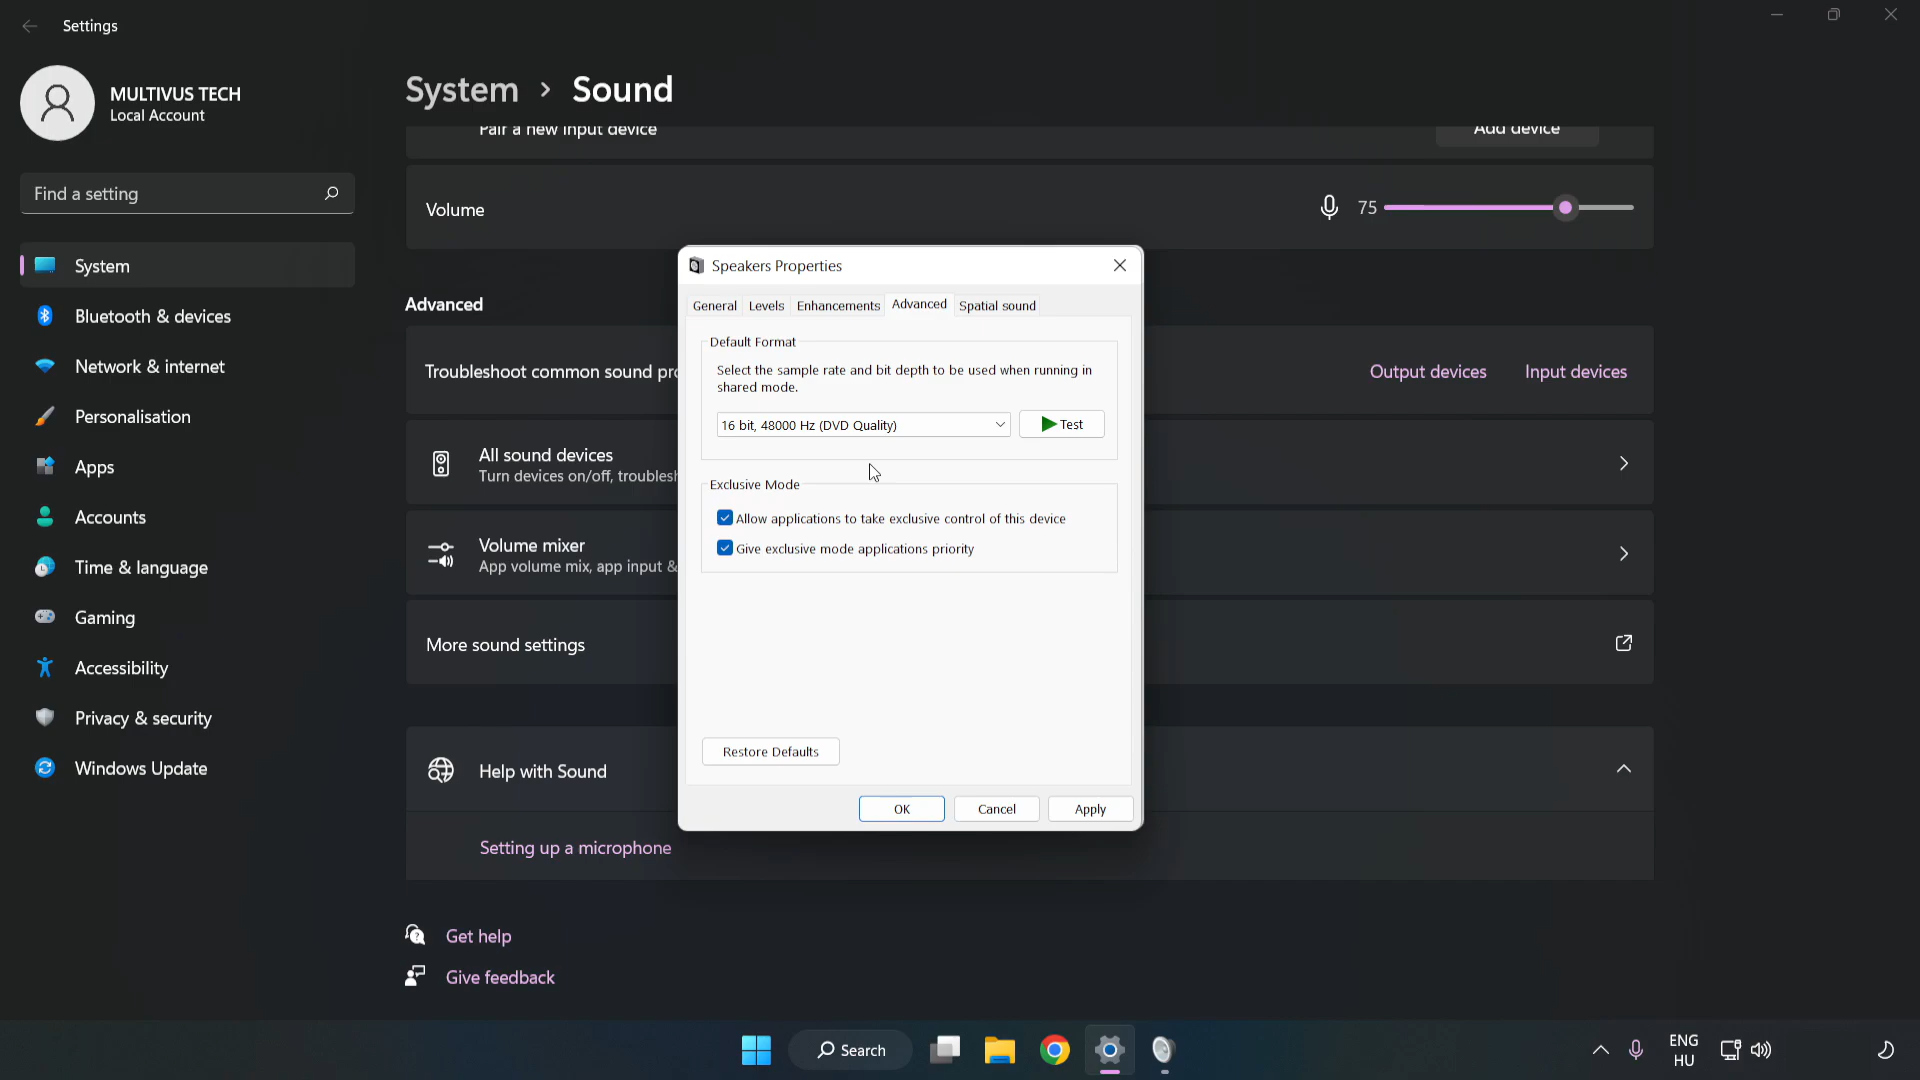 Settings
MULTIVUS TECH
Local Account
Find a setting
System
Bluetooth & devices
Network & internet
Personalisation
Apps
Accounts
Time & language
Gaming
Accessibility
Privacy & security
Windows Update
System › Sound
Pair a new input device
Add device
Volume
75
Advanced
Troubleshoot common sound pro
Output devices
Input devices
All sound devices
Turn devices on/off, troublesh
Volume mixer
App volume mix, app input &
More sound settings
Help with Sound
Setting up a microphone
Get help
Give feedback
Speakers Properties
General
Levels
Enhancements
Advanced
Spatial sound
Default Format
Select the sample rate and bit depth to be used when running in
shared mode.
16 bit, 48000 Hz (DVD Quality)
Test
Exclusive Mode
Allow applications to take exclusive control of this device
Give exclusive mode applications priority
Restore Defaults
OK
Cancel
Apply
Search
ENG
HU